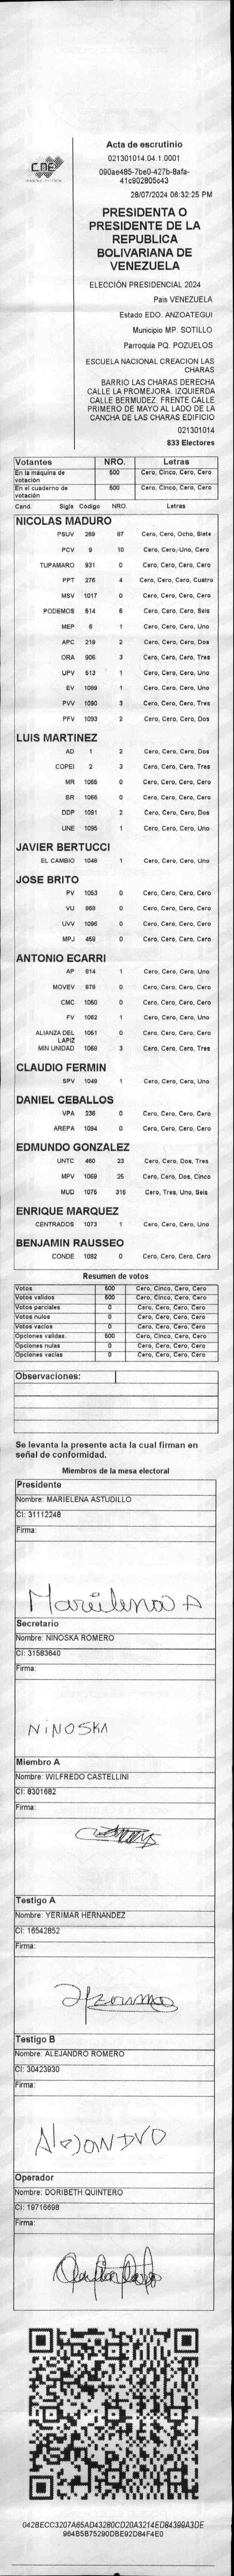 Acta de escrutinio
021301014.04.1.0001
090ae485-7be0-427b-8afa-
41c902805c43
28/07/2024 06:32:25 PM
CNE
PRESIDENTA O
PRESIDENTE DE LA
REPUBLICA
BOLIVARIANA DE
VENEZUELA
ELECCIÓN PRESIDENCIAL 2024
Pais VENEZUELA
Estado EDO. ANZOATEGUI
Municipio MP. SOTILLO
Parroquia PQ. POZUELOS
ESCUELA NACIONAL CREACION LAS
CHARAS
BARRIO LAS CHARAS DERECHA
CALLE LA PROMEJORA. IZQUIERDA
CALLE BERMUDEZ. FRENTE CALLE
PRIMERO DE MAYO AL LADO DE LA
CANCHA DE LAS CHARAS EDIFICIO
021301014
833 Electores
Votantes NRO. Letras
En la máquina de votación 500 Cero, Cinco, Cero, Cero
En el cuaderno de votación 500 Cero, Cinco, Cero, Cero
Cand. Sigla Código NRO. Letras
NICOLAS MADURO
PSUV 269 87 Cero, Cero, Ocho, Siete
PCV 9 10 Cero, Cero, Uno, Cero
TUPAMARO 931 0 Cero, Cero, Cero, Cero
PPT 276 4 Cero, Cero, Cero, Cuatro
MSV 1017 0 Cero, Cero, Cero, Cero
PODEMOS 514 6 Cero, Cero, Cero, Seis
MEP 6 1 Cero, Cero, Cero, Uno
APC 219 2 Cero, Cero, Cero, Dos
ORA 906 3 Cero, Cero, Cero, Tres
UPV 513 1 Cero, Cero, Cero, Uno
EV 1089 1 Cero, Cero, Cero, Uno
PVV 1090 3 Cero, Cero, Cero, Tres
PFV 1093 2 Cero, Cero, Cero, Dos
LUIS MARTINEZ
AD 1 2 Cero, Cero, Cero, Dos
COPEI 2 3 Cero, Cero, Cero, Tres
MR 1065 0 Cero, Cero, Cero, Cero
BR 1066 0 Cero, Cero, Cero, Cero
DDP 1091 2 Cero, Cero, Cero, Dos
UNE 1095 1 Cero, Cero, Cero, Uno
JAVIER BERTUCCI
EL CAMBIO 1048 1 Cero, Cero, Cero, Uno
JOSE BRITO
PV 1053 0 Cero, Cero, Cero, Cero
VU 968 0 Cero, Cero, Cero, Cero
UVV 1096 0 Cero, Cero, Cero, Cero
MPJ 458 0 Cero, Cero, Cero, Cero
ANTONIO ECARRI
AP 814 1 Cero, Cero, Cero, Uno
MOVEV 979 0 Cero, Cero, Cero, Cero
CMC 1050 0 Cero, Cero, Cero, Cero
FV 1062 1 Cero, Cero, Cero, Uno
ALIANZA DEL LAPIZ 1051 0 Cero, Cero, Cero, Cero
MIN UNIDAD 1069 3 Cero, Cero, Cero, Tres
CLAUDIO FERMIN
SPV 1049 1 Cero, Cero, Cero, Uno
DANIEL CEBALLOS
VPA 236 0 Cero, Cero, Cero, Cero
AREPA 1094 0 Cero, Cero, Cero, Cero
EDMUNDO GONZALEZ
UNTC 460 23 Cero, Cero, Dos, Tres
MPV 1069 25 Cero, Cero, Dos, Cinco
MUD 1075 316 Cero, Tres, Uno, Seis
ENRIQUE MARQUEZ
CENTRADOS 1073 1 Cero, Cero, Cero, Uno
BENJAMIN RAUSSEO
CONDE 1092 0 Cero, Cero, Cero, Cero
Resumen de votos
Votos 500 Cero, Cinco, Cero, Cero
Votos validos 500 Cero, Cinco, Cero, Cero
Votos parciales 0 Cero, Cero, Cero, Cero
Votos nulos 0 Cero, Cero, Cero, Cero
Votos vacios 0 Cero, Cero, Cero, Cero
Opciones validas. 500 Cero, Cinco, Cero, Cero
Opciones nulas 0 Cero, Cero, Cero, Cero
Opciones vacias 0 Cero, Cero, Cero, Cero
Observaciones:
Se levanta la presente acta la cual firman en
señal de conformidad.
Miembros de la mesa electoral
Presidente
Nombre: MARIELENA ASTUDILLO
CI: 31112248
Firma:
Marielena A
Secretario
Nombre: NINOSKA ROMERO
CI: 31583640
Firma:
NiNOSKA
Miembro A
Nombre: WILFREDO CASTELLINI
CI: 8301682
Firma:
Testigo A
Nombre: YERIMAR HERNANDEZ
CI: 16542852
Firma:
Testigo B
Nombre: ALEJANDRO ROMERO
CI: 30423930
Firma:
Alejandro
Operador
Nombre: DORIBETH QUINTERO
CI: 19716698
Firma:
042BECC3207A65AD43280CD20A3214ED84399A3DE
964B5B75290DBE92D84F4E0